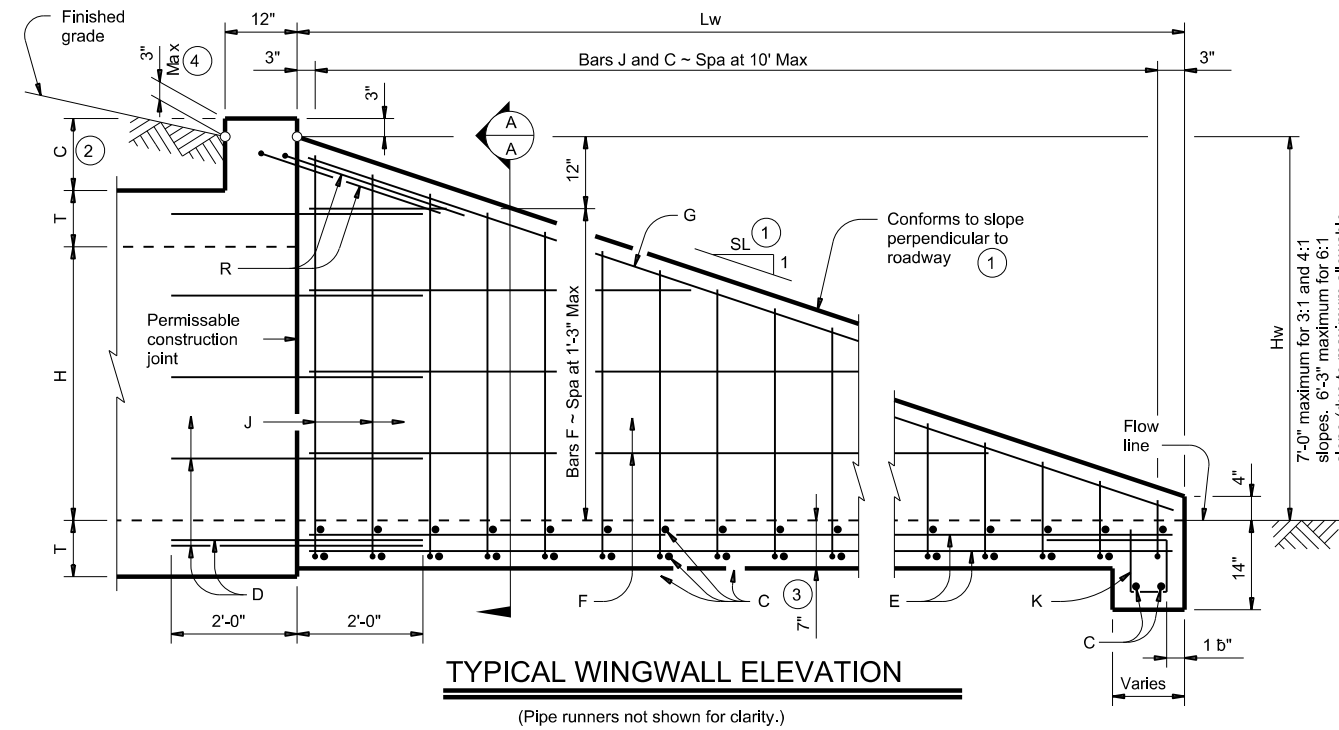 Finished
grade
12"
Lw
3"
Max
4
3"
Bars J and C ~ Spa at 10' Max
3"
3"
A
A
C
2
12"
T
G
SL
1
1
Conforms to slope
perpendicular to
roadway
1
R
Permissable
construction
joint
H
Bars F ~ Spa at 1'-3" Max
Hw
7'-0" maximum for 3:1 and 4:1
slopes. 6'-3" maximum for 6:1
J
Flow
line
4"
T
D
F
C
3
7"
E
K
14"
C
2'-0"
2'-0"
1 ƀ"
Varies
TYPICAL WINGWALL ELEVATION
(Pipe runners not shown for clarity.)